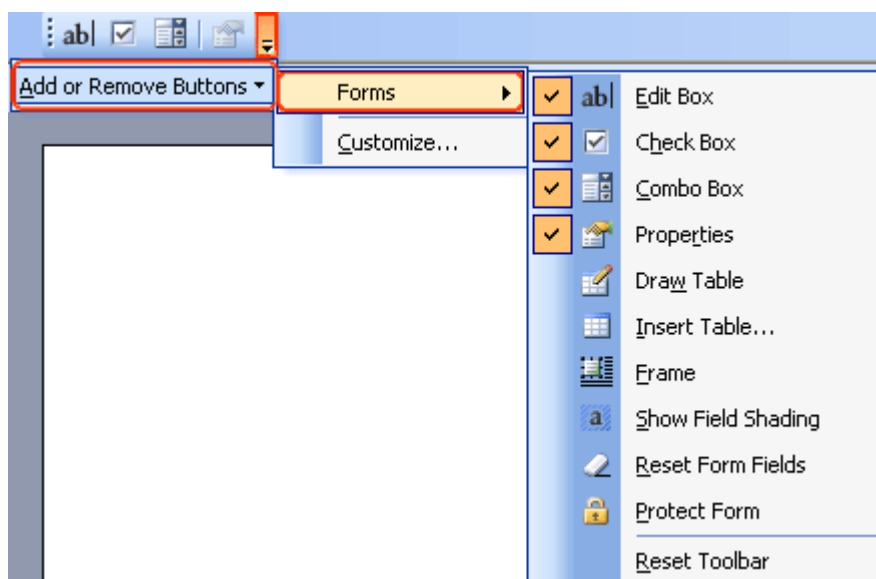 ab|
Add or Remove Buttons
Forms
Customize...
ab| Edit Box
Check Box
Combo Box
Properties
Draw Table
Insert Table...
Frame
a Show Field Shading
Reset Form Fields
Protect Form
Reset Toolbar